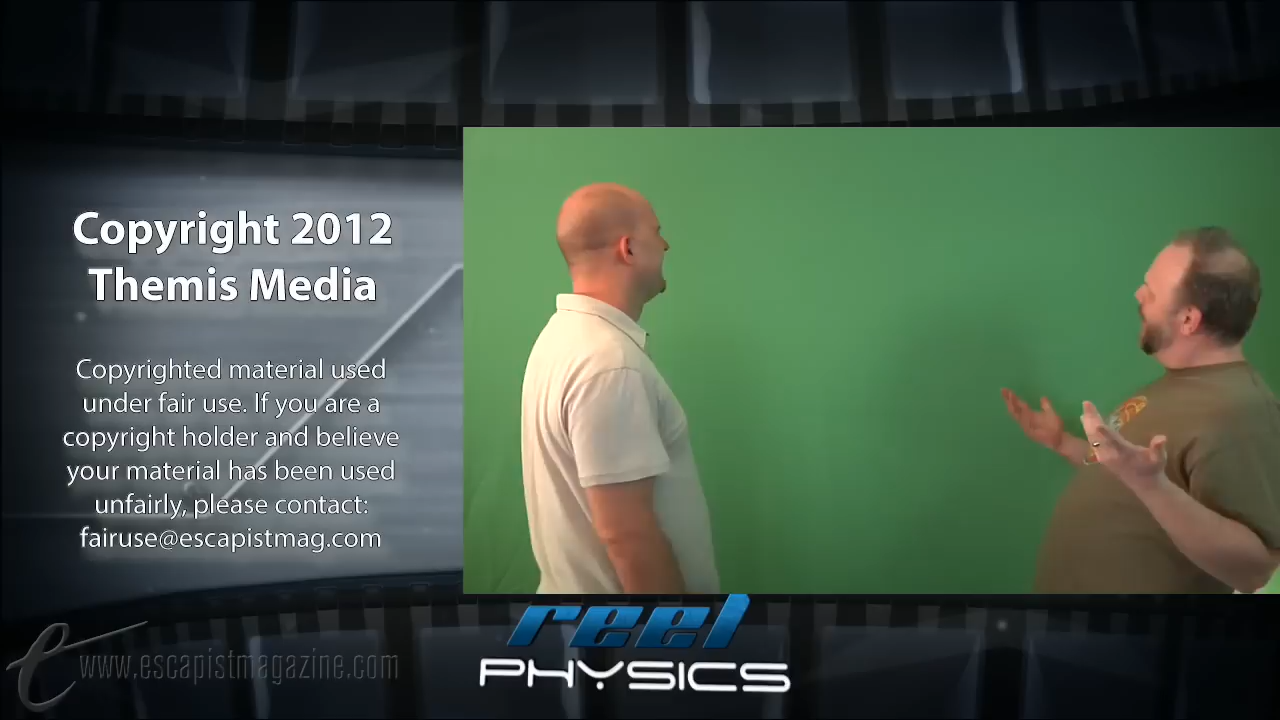 Copyright 2012
Themis Media
Copyrighted material used
under fair use. If you are a
copyright holder and believe
your material has been used
unfairly, please contact:
fairuse@escapistmag.com
reel
PHYSICS
e www.escapistmagazine.com